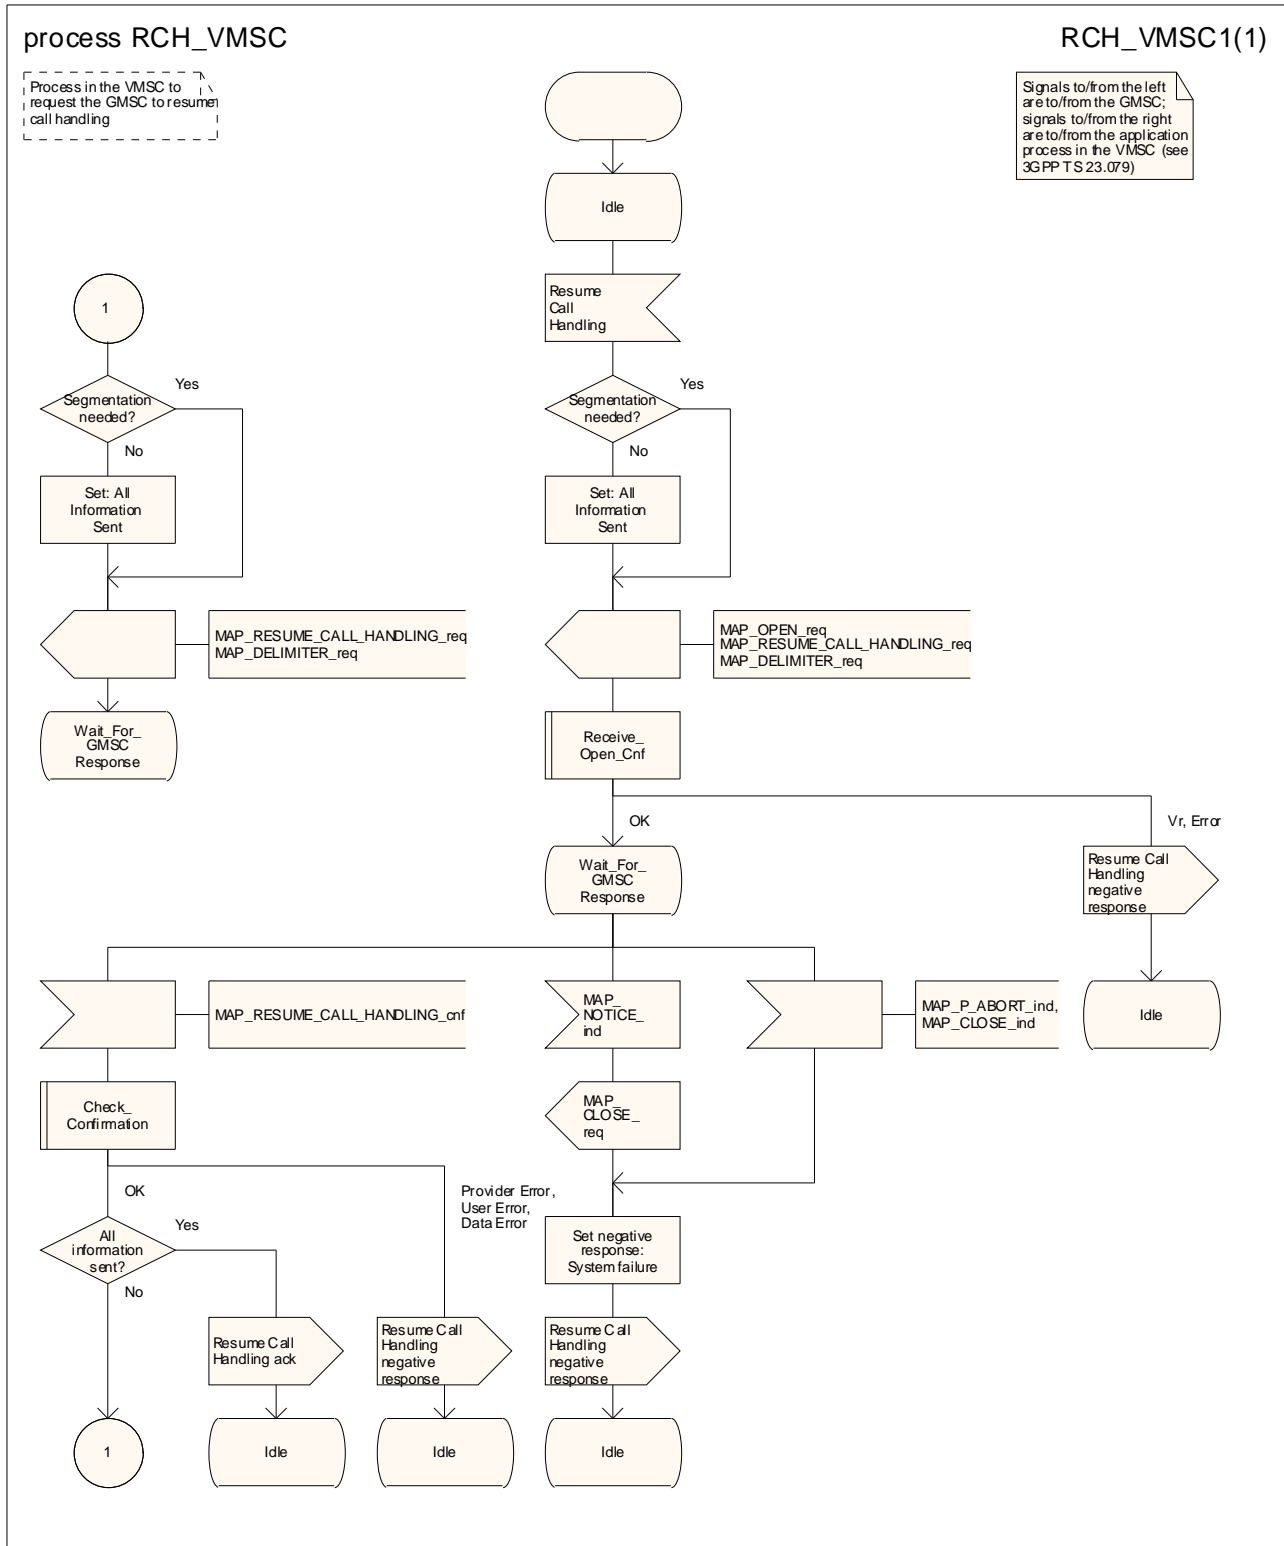 process RCH_VMSC
RCH_VMSC1(1)
Process in the VMSC to
request the GMSC to resume
call handling
Signals to/from the left
are to/from the GMSC;
signals to/from the right
are to/from the application
process in the VMSC (see
3GPP TS 23.079)
Idle
1
Resume
Call
Handling
Segmentation
needed?
Yes
No
Segmentation
needed?
Yes
No
Set: All
Information
Sent
Set: All
Information
Sent
MAP_RESUME_CALL_HANDLING_req
MAP_DELIMITER_req
MAP_OPEN_req
MAP_RESUME_CALL_HANDLING_req
MAP_DELIMITER_req
Wait_For_
GMSC
Response
Receive_
Open_Cnf
OK
Vr, Error
Wait_For_
GMSC
Response
Resume Call
Handling
negative
response
MAP_RESUME_CALL_HANDLING_cnf
MAP_
NOTICE_
ind
MAP_P_ABORT_ind,
MAP_CLOSE_ind
Idle
Check_
Confirmation
MAP_
CLOSE_
req
OK
Provider Error,
User Error,
Data Error
All
information
sent?
Yes
No
Set negative
response:
System failure
Resume Call
Handling ack
Resume Call
Handling
negative
response
Resume Call
Handling
negative
response
1
Idle
Idle
Idle